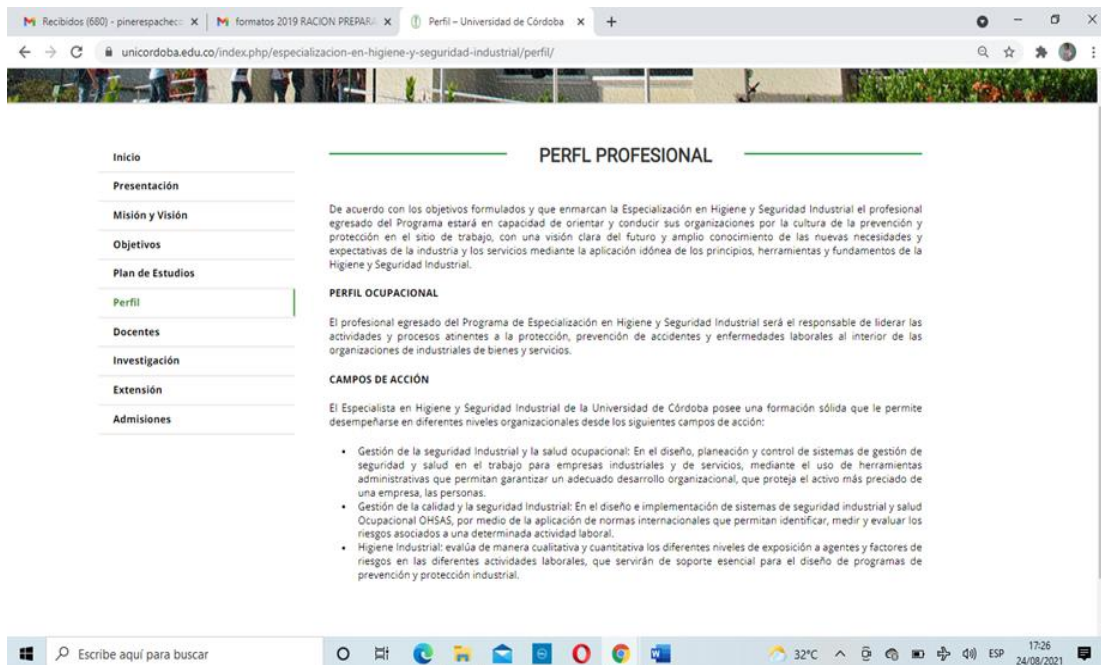 Recibidos (680) - pinerespachec
formatos 2019 RACION PREPARA
Perfil – Universidad de Córdoba
unicordoba.edu.co/index.php/especializacion-en-higiene-y-seguridad-industrial/perfil/
Inicio
Presentación
Misión y Visión
Objetivos
Plan de Estudios
Perfil
Docentes
Investigación
Extensión
Admisiones
PERFL PROFESIONAL
De acuerdo con los objetivos formulados y que enmarcan la Especialización en Higiene y Seguridad Industrial el profesional
egresado del Programa estará en capacidad de orientar y conducir sus organizaciones por la cultura de la prevención y
protección en el sitio de trabajo, con una visión clara del futuro y amplio conocimiento de las nuevas necesidades y
expectativas de la industria y los servicios mediante la aplicación idónea de los principios, herramientas y fundamentos de la
Higiene y Seguridad Industrial.
PERFIL OCUPACIONAL
El profesional egresado del Programa de Especialización en Higiene y Seguridad Industrial será el responsable de liderar las
actividades y procesos atinentes a la protección, prevención de accidentes y enfermedades laborales al interior de las
organizaciones de industriales de bienes y servicios.
CAMPOS DE ACCIÓN
El Especialista en Higiene y Seguridad Industrial de la Universidad de Córdoba posee una formación sólida que le permite
desempeñarse en diferentes niveles organizacionales desde los siguientes campos de acción:
• Gestión de la seguridad Industrial y la salud ocupacional: En el diseño, planeación y control de sistemas de gestión de
seguridad y salud en el trabajo para empresas industriales y de servicios, mediante el uso de herramientas
administrativas que permitan garantizar un adecuado desarrollo organizacional, que proteja el activo más preciado de
una empresa, las personas.
• Gestión de la calidad y la seguridad Industrial: En el diseño e implementación de sistemas de seguridad industrial y salud
Ocupacional OHSAS, por medio de la aplicación de normas internacionales que permitan identificar, medir y evaluar los
riesgos asociados a una determinada actividad laboral.
• Higiene Industrial: evalúa de manera cualitativa y cuantitativa los diferentes niveles de exposición a agentes y factores de
riesgos en las diferentes actividades laborales, que servirán de soporte esencial para el diseño de programas de
prevención y protección industrial.
Escribe aquí para buscar
32°C
ESP
17:26
24/08/2021